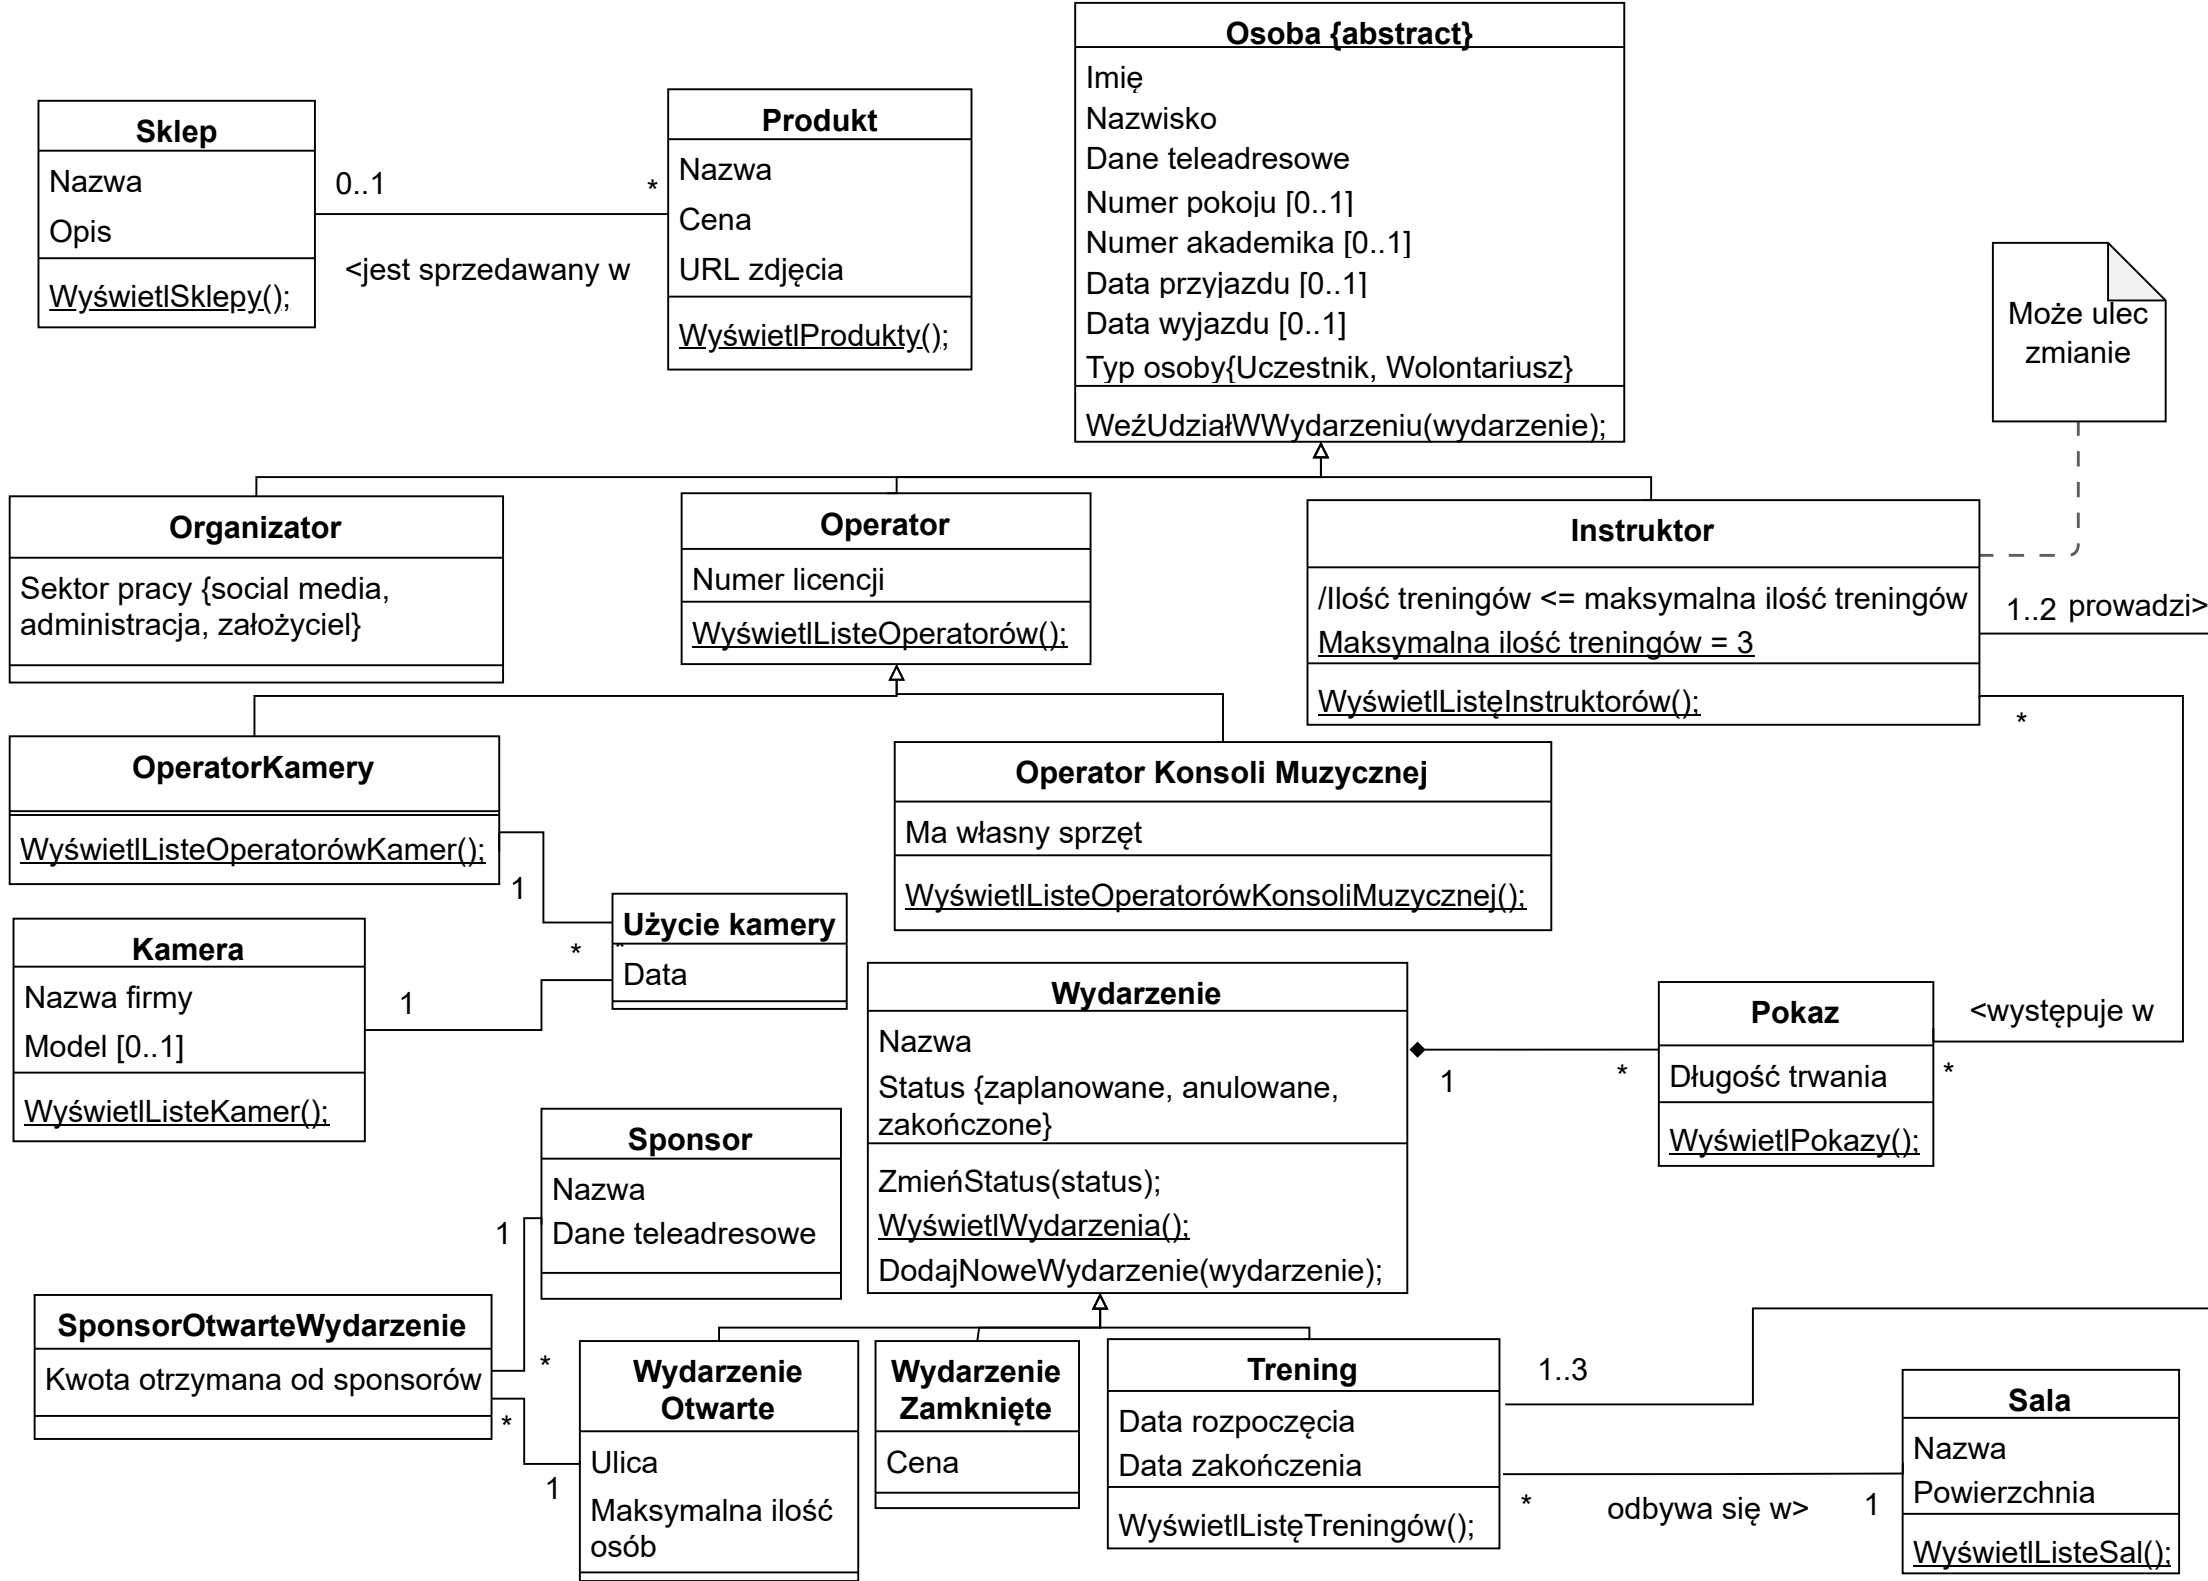 Osoba {abstract}
Imię
Nazwisko
Dane teleadresowe
Numer pokoju [0..1]
Numer akademika [0..1]
Data przyjazdu [0..1]
Data wyjazdu [0..1]
Typ osoby{Uczestnik, Wolontariusz}
WeźUdziałWWydarzeniu(wydarzenie);
Sklep
Nazwa
Opis
WyświetlSklepy();
0..1
*
<jest sprzedawany w
Produkt
Nazwa
Cena
URL zdjęcia
WyświetlProdukty();
Może ulec
zmianie
Organizator
Sektor pracy {social media,
administracja, założyciel}
Operator
Numer licencji
WyświetlListeOperatorów();
Instruktor
/Ilość treningów <= maksymalna ilość treningów
Maksymalna ilość treningów = 3
WyświetlListęInstruktorów();
1..2
prowadzi>
*
OperatorKamery
WyświetlListeOperatorówKamer();
1
Operator Konsoli Muzycznej
Ma własny sprzęt
WyświetlListeOperatorówKonsoliMuzycznej();
Użycie kamery
Data
*
Kamera
Nazwa firmy
Model [0..1]
WyświetlListeKamer();
1
Wydarzenie
Nazwa
Status {zaplanowane, anulowane,
zakończone}
ZmieńStatus(status);
WyświetlWydarzenia();
DodajNoweWydarzenie(wydarzenie);
1
*
Pokaz
Długość trwania
WyświetlPokazy();
<występuje w
*
Sponsor
Nazwa
Dane teleadresowe
1
SponsorOtwarteWydarzenie
Kwota otrzymana od sponsorów
*
*
1
Wydarzenie
Otwarte
Ulica
Maksymalna ilość
osób
Wydarzenie
Zamknięte
Cena
Trening
Data rozpoczęcia
Data zakończenia
WyświetlListęTreningów();
1..3
*
odbywa się w>
1
Sala
Nazwa
Powierzchnia
WyświetlListeSal();